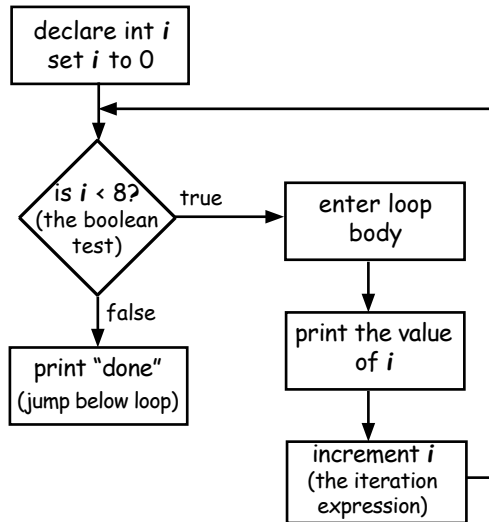 declare int i
set i to 0
is i < 8?
(the boolean
test)
true
enter loop
body
false
print the value
of i
print “done”
(jump below loop)
increment i
(the iteration
expression)